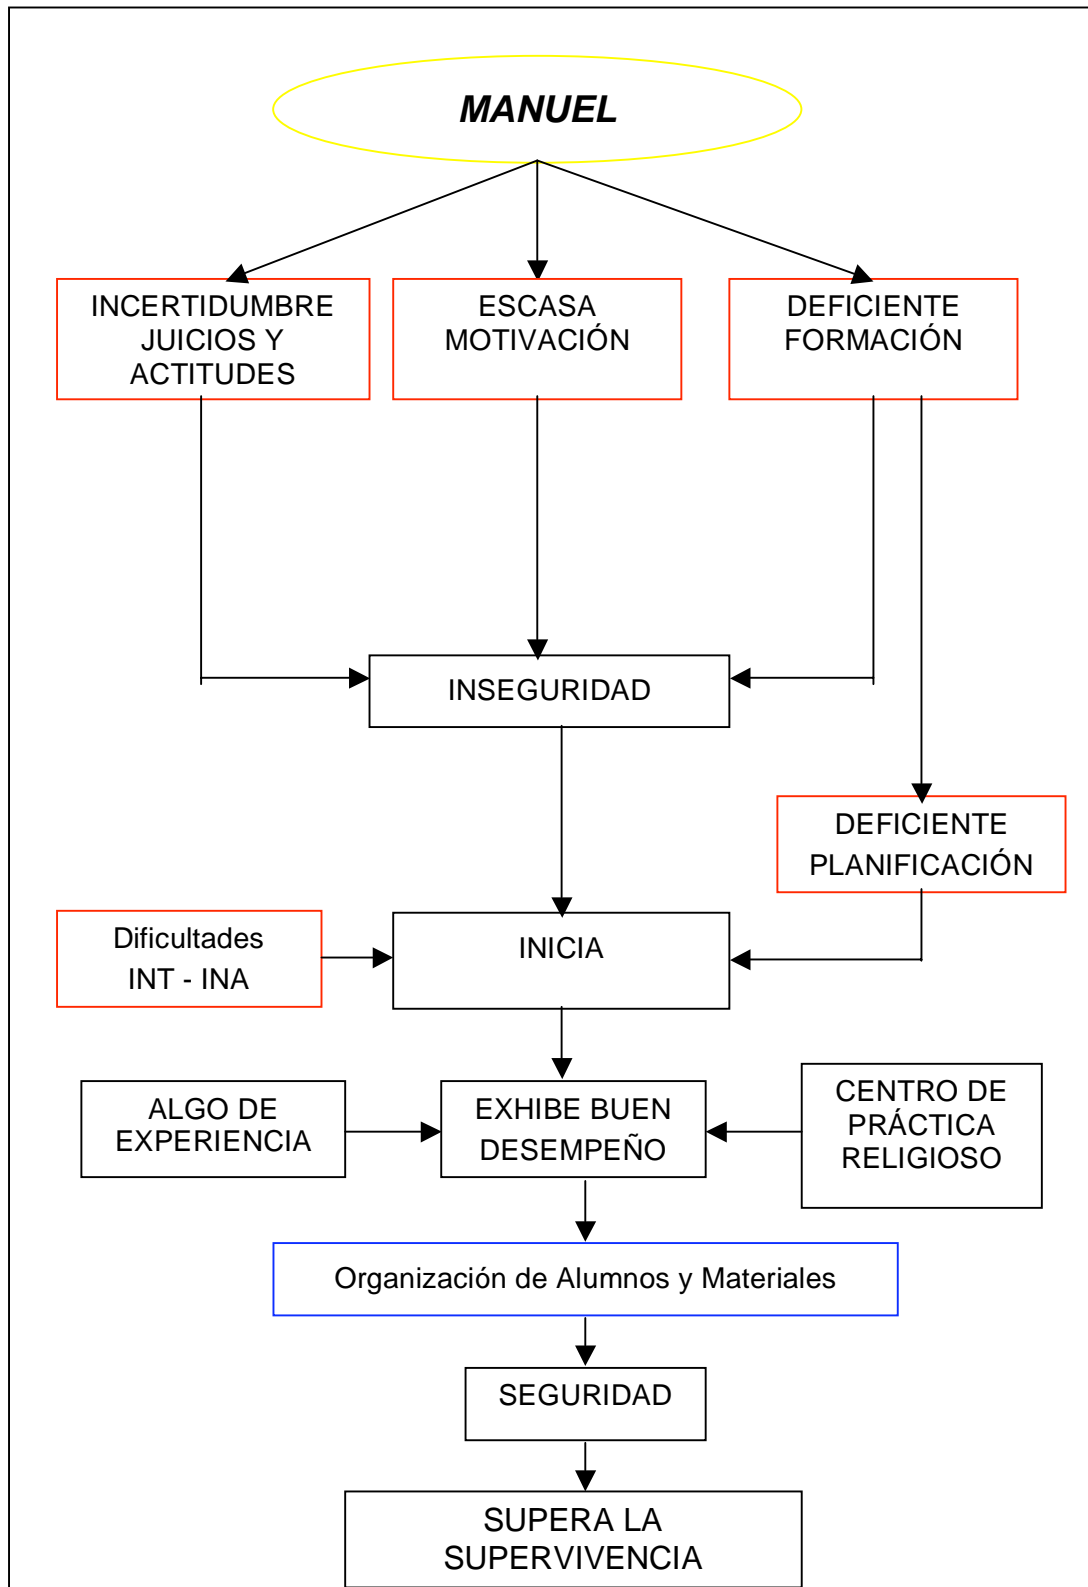 MANUEL
INCERTIDUMBRE
JUICIOS Y
ACTITUDES
ESCASA
MOTIVACIÓN
DEFICIENTE
FORMACIÓN
INSEGURIDAD
DEFICIENTE
PLANIFICACIÓN
Dificultades
INT - INA
INICIA
ALGO DE
EXPERIENCIA
EXHIBE BUEN
DESEMPEÑO
CENTRO DE
PRÁCTICA
RELIGIOSO
Organización de Alumnos y Materiales
SEGURIDAD
SUPERA LA
SUPERVIVENCIA